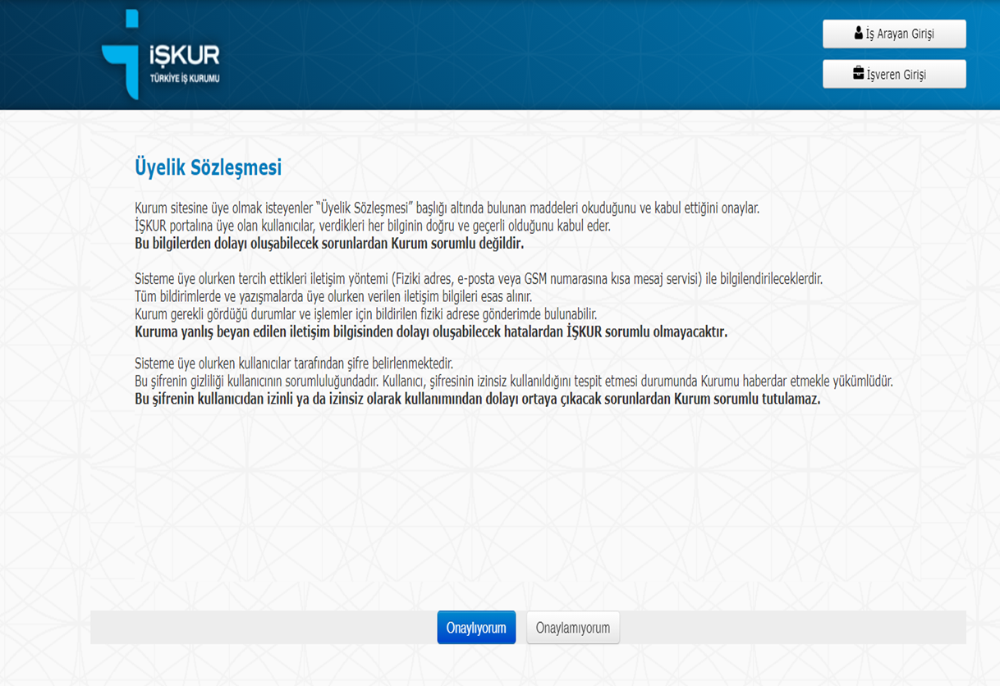 İŞKUR
TÜRKİYE İŞ KURUMU
İş Arayan Girişi
İşveren Girişi
Üyelik Sözleşmesi
Kurum sitesine üye olmak isteyenler “Üyelik Sözleşmesi” başlığı altında bulunan maddeleri okuduğunu ve kabul ettiğini onaylar.
İŞKUR portalına üye olan kullanıcılar, verdikleri her bilginin doğru ve geçerli olduğunu kabul eder.
Bu bilgilerden dolayı oluşabilecek sorunlardan Kurum sorumlu değildir.
Sisteme üye olurken tercih ettikleri iletişim yöntemi (Fiziki adres, e-posta veya GSM numarasına kısa mesaj servisi) ile bilgilendirileceklerdir.
Tüm bildirimlerde ve yazışmalarda üye olurken verilen iletişim bilgileri esas alınır.
Kurum gerekli gördüğü durumlar ve işlemler için bildirilen fiziki adrese gönderimde bulunabilir.
Kuruma yanlış beyan edilen iletişim bilgisinden dolayı oluşabilecek hatalardan İŞKUR sorumlu olmayacaktır.
Sisteme üye olurken kullanıcılar tarafından şifre belirlenmektedir.
Bu şifrenin gizliliği kullanıcının sorumluluğundadır. Kullanıcı, şifresinin izinsiz kullanıldığını tespit etmesi durumunda Kurumu haberdar etmekle yükümlüdür.
Bu şifrenin kullanıcıdan izinli ya da izinsiz olarak kullanımından dolayı ortaya çıkacak sorunlardan Kurum sorumlu tutulamaz.
Onaylıyorum
Onaylamıyorum